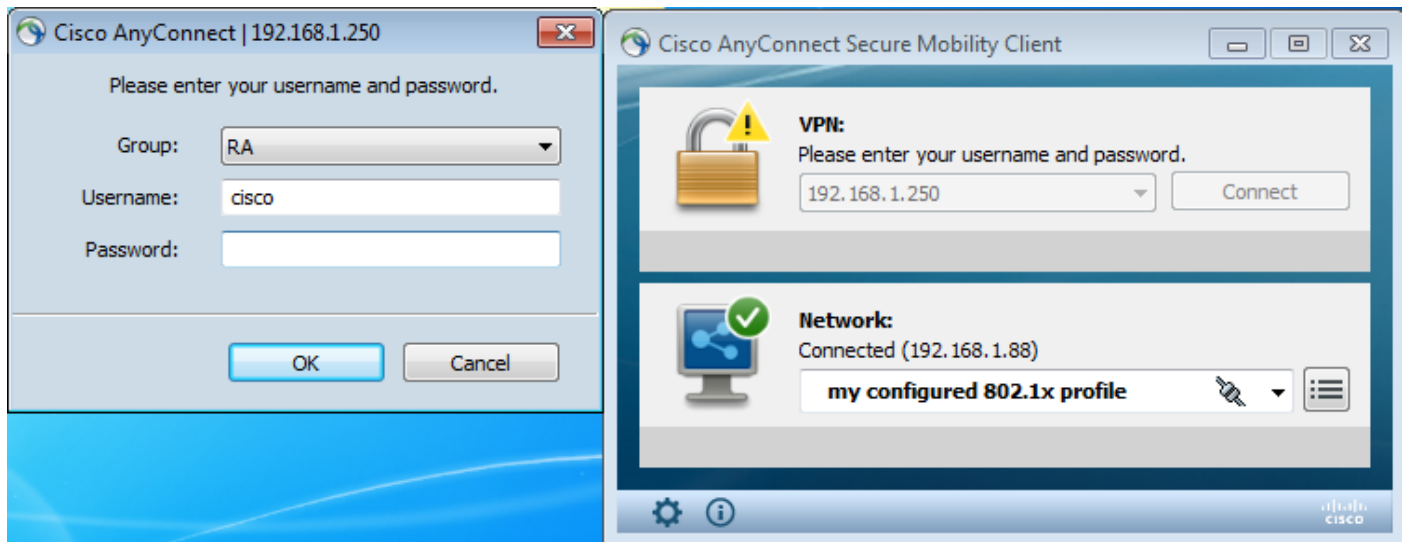 Cisco AnyConnect | 192.168.1.250
Please enter your username and password.
Group: RA
Username: cisco
Password:
OK Cancel
Cisco AnyConnect Secure Mobility Client
VPN:
Please enter your username and password.
192.168.1.250 Connect
Network:
Connected (192.168.1.88)
my configured 802.1x profile
CISCO